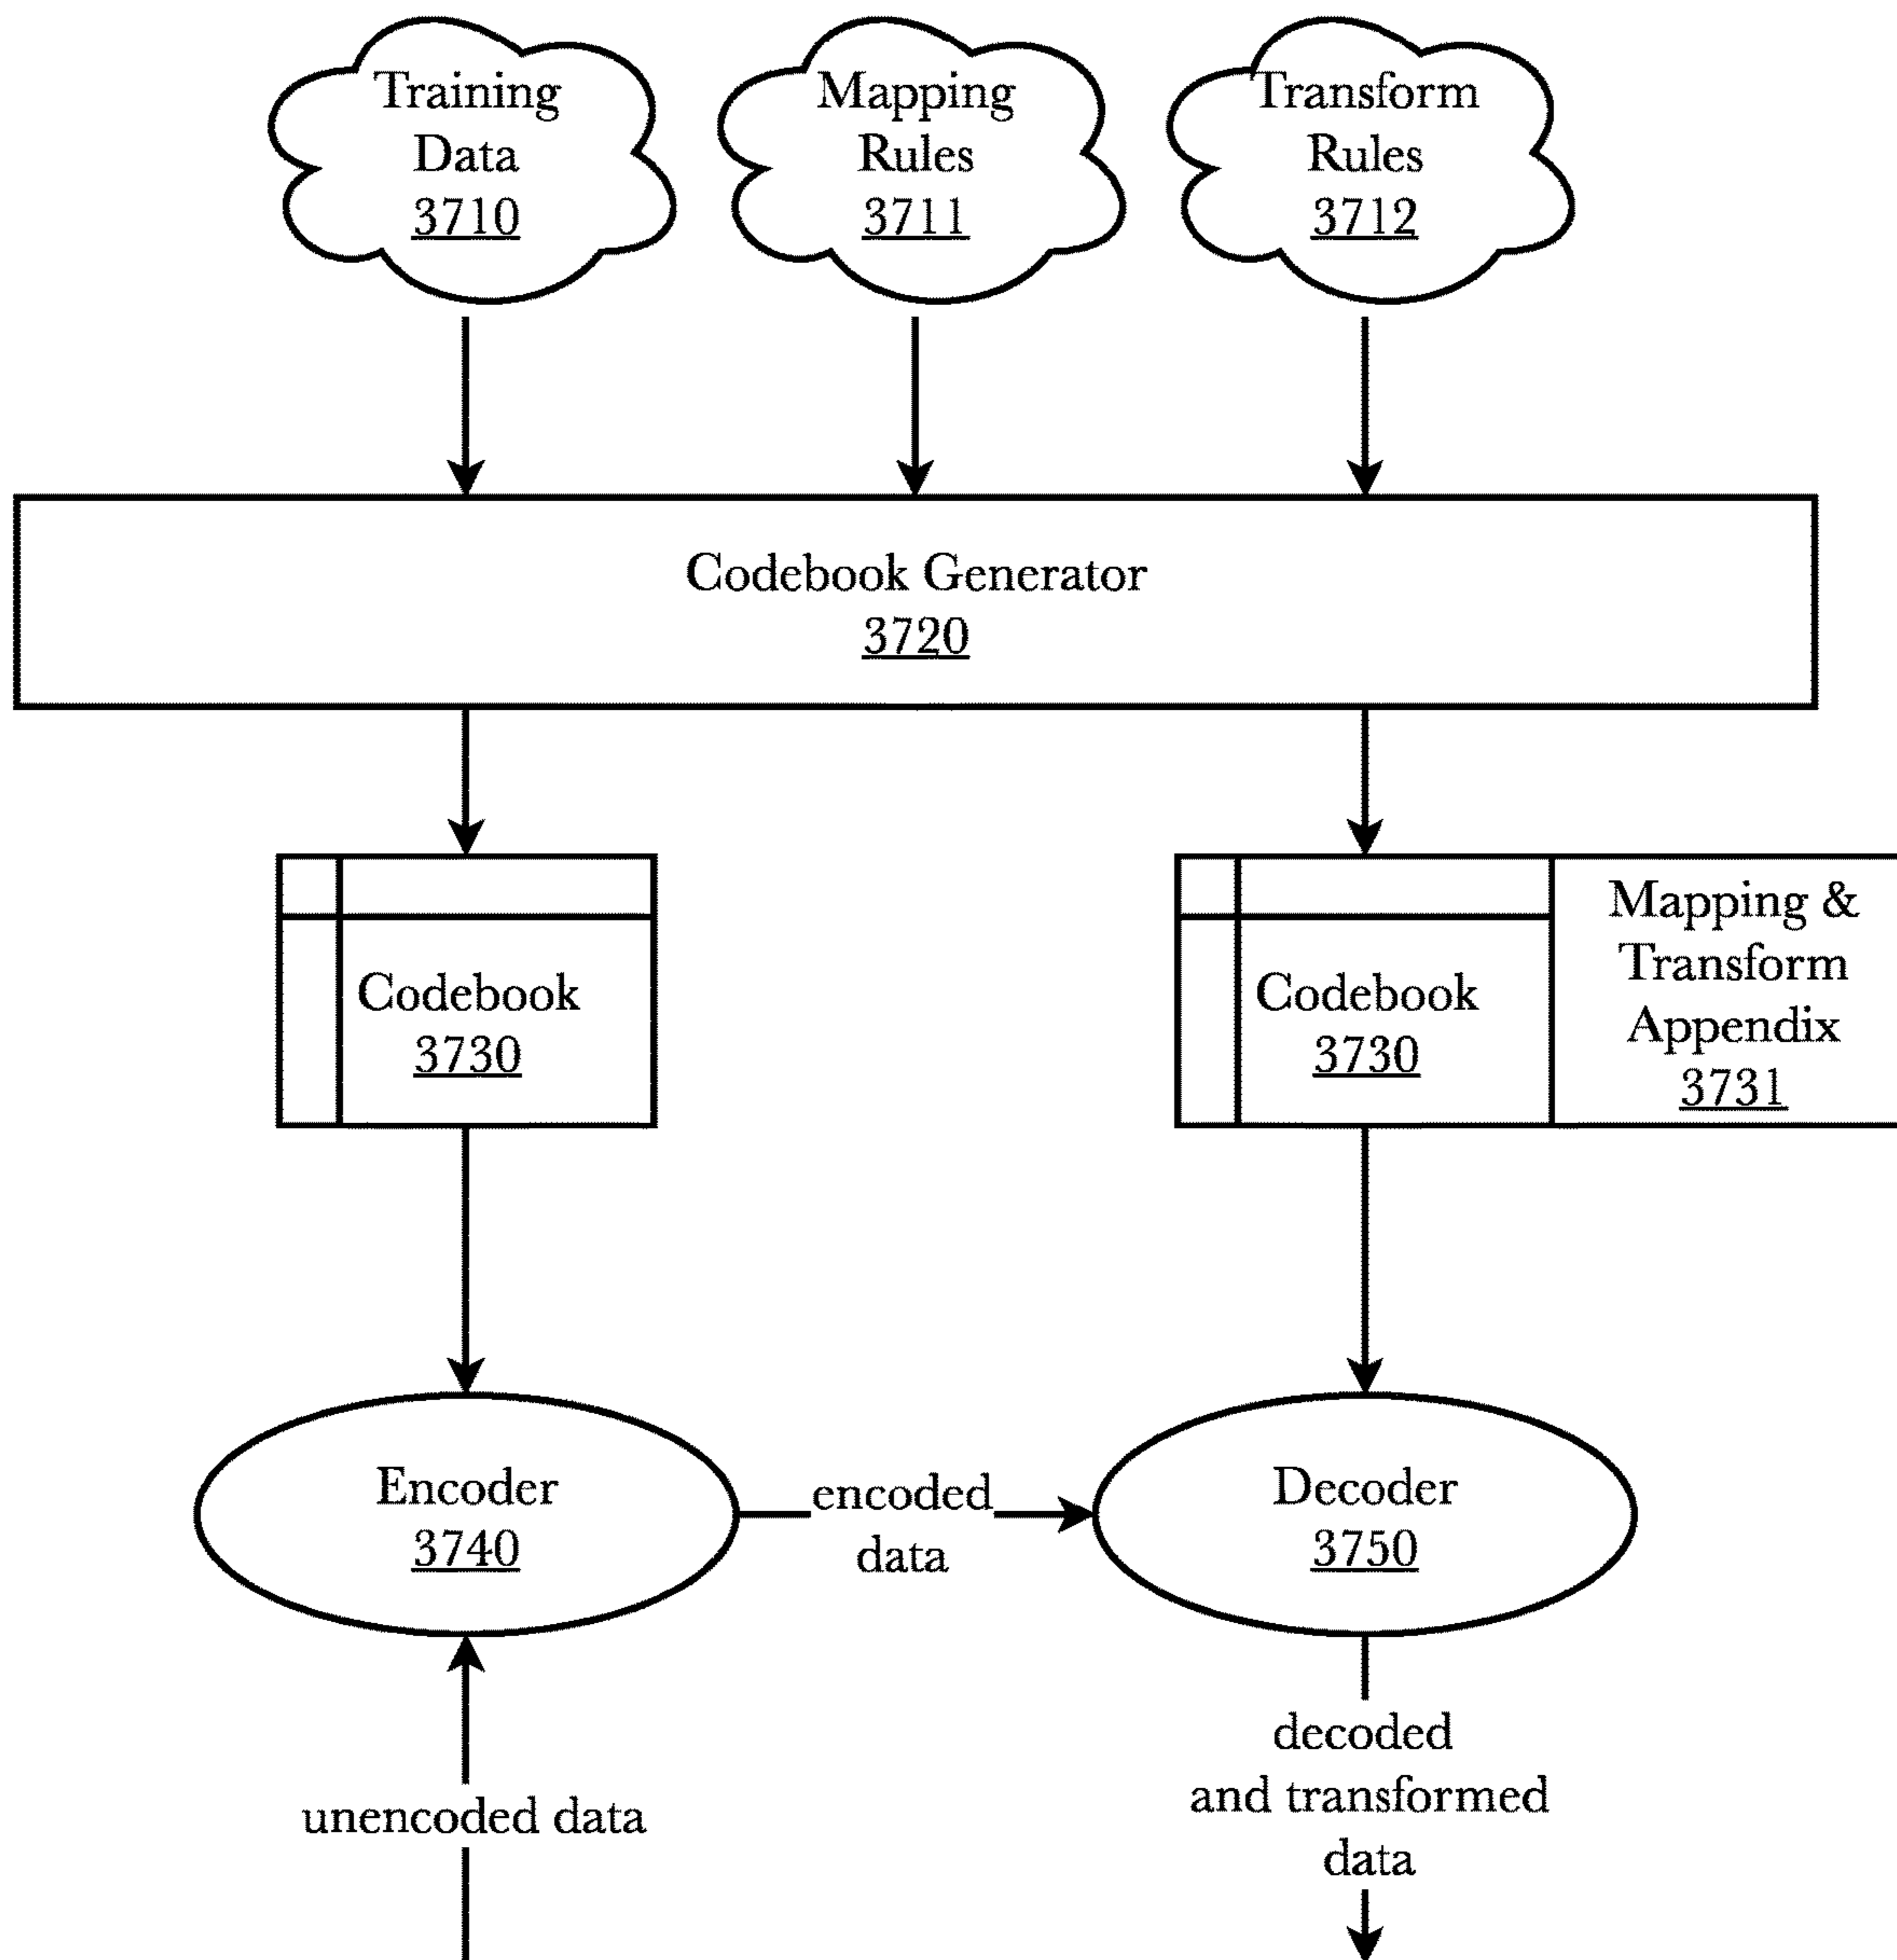 Training
Data
3710
Mapping
Rules
3711
Transform
Rules
3712
Codebook Generator
3720
Codebook
3730
Codebook
3730
Mapping &
Transform
Appendix
3731
Encoder
3740
encoded
data
Decoder
3750
unencoded data
decoded
and transformed
data